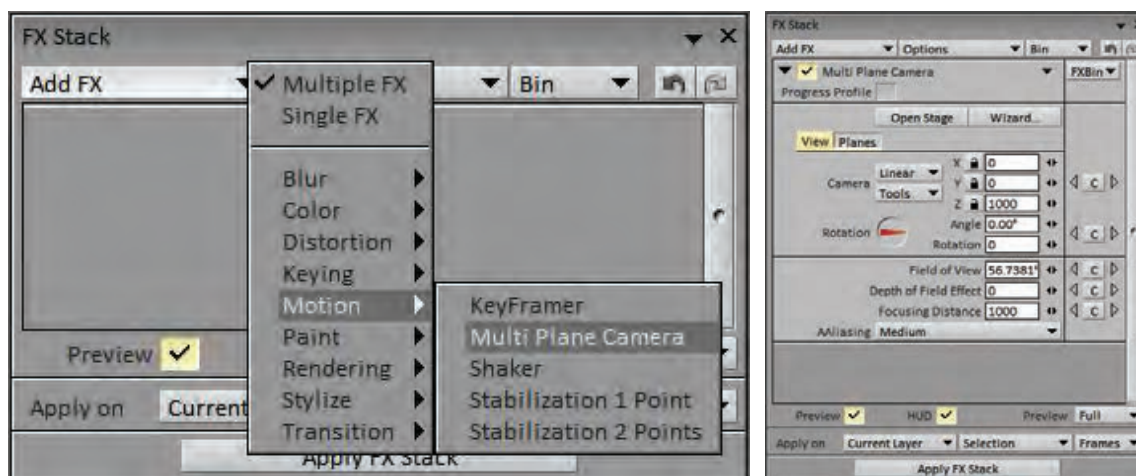 FX Stack
Add FX
Bin
Multiple FX
Single FX
Blur
Color
Distortion
Keying
Motion
Paint
Rendering
Stylize
Transition
KeyFramer
Multi Plane Camera
Shaker
Stabilization 1 Point
Stabilization 2 Points
Preview
Apply on Current
Apply FX Stack
FX Stack
Add FX Options Bin
Multi Plane Camera FXBin
Progress Profile
Open Stage Wizard...
View Planes
Camera Linear X 0
Tools Y 0
Z 1000
Rotation Angle 0.00°
Rotation 0
Field of View 56.7381°
Depth of Field Effect 0
Focusing Distance 1000
AAliasing Medium
C
C
C
C
C
Preview HUD Preview Full
Apply on Current Layer Selection Frames
Apply FX Stack